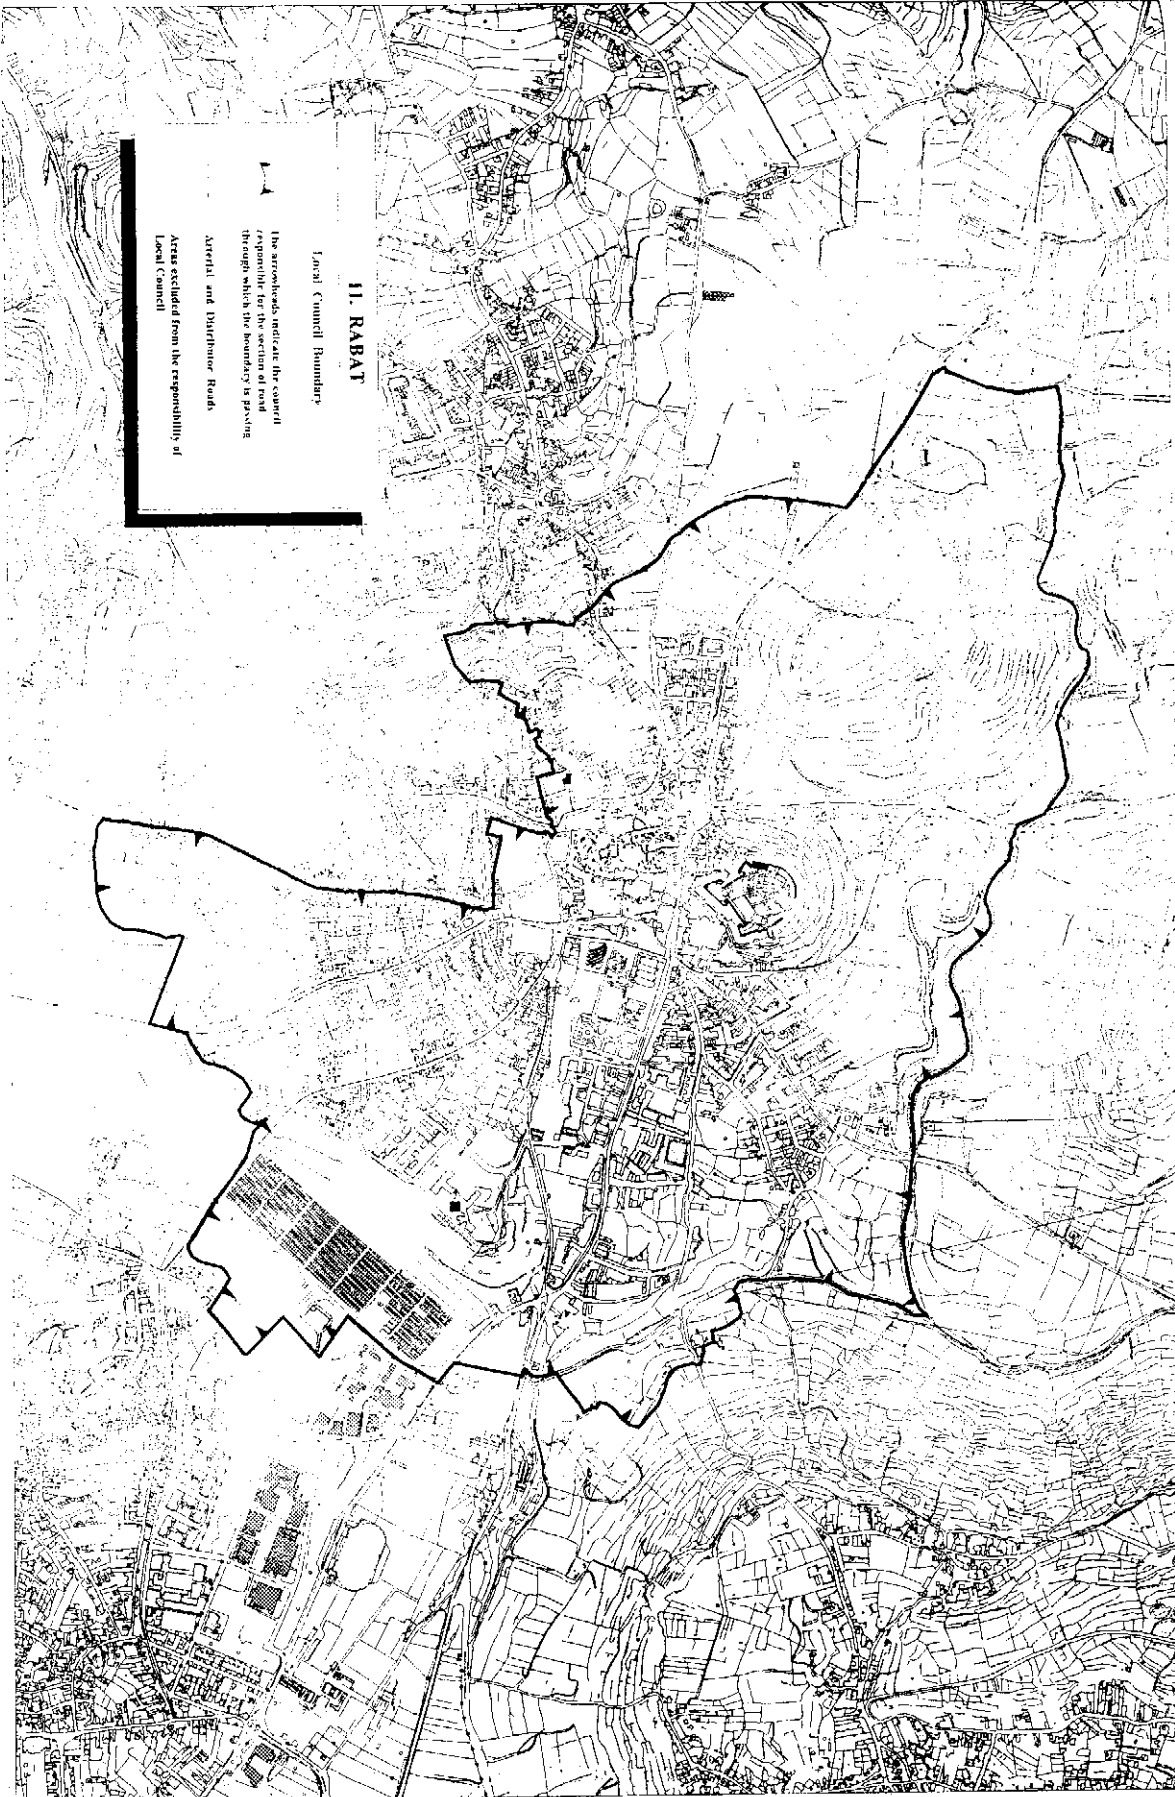 11. RABAT
Local Council Boundary
The arrowheads indicate the council
responsible for the section of road
through which the boundary is passing
Arterial and Distributor Roads
Areas excluded from the responsibility of
Local Council